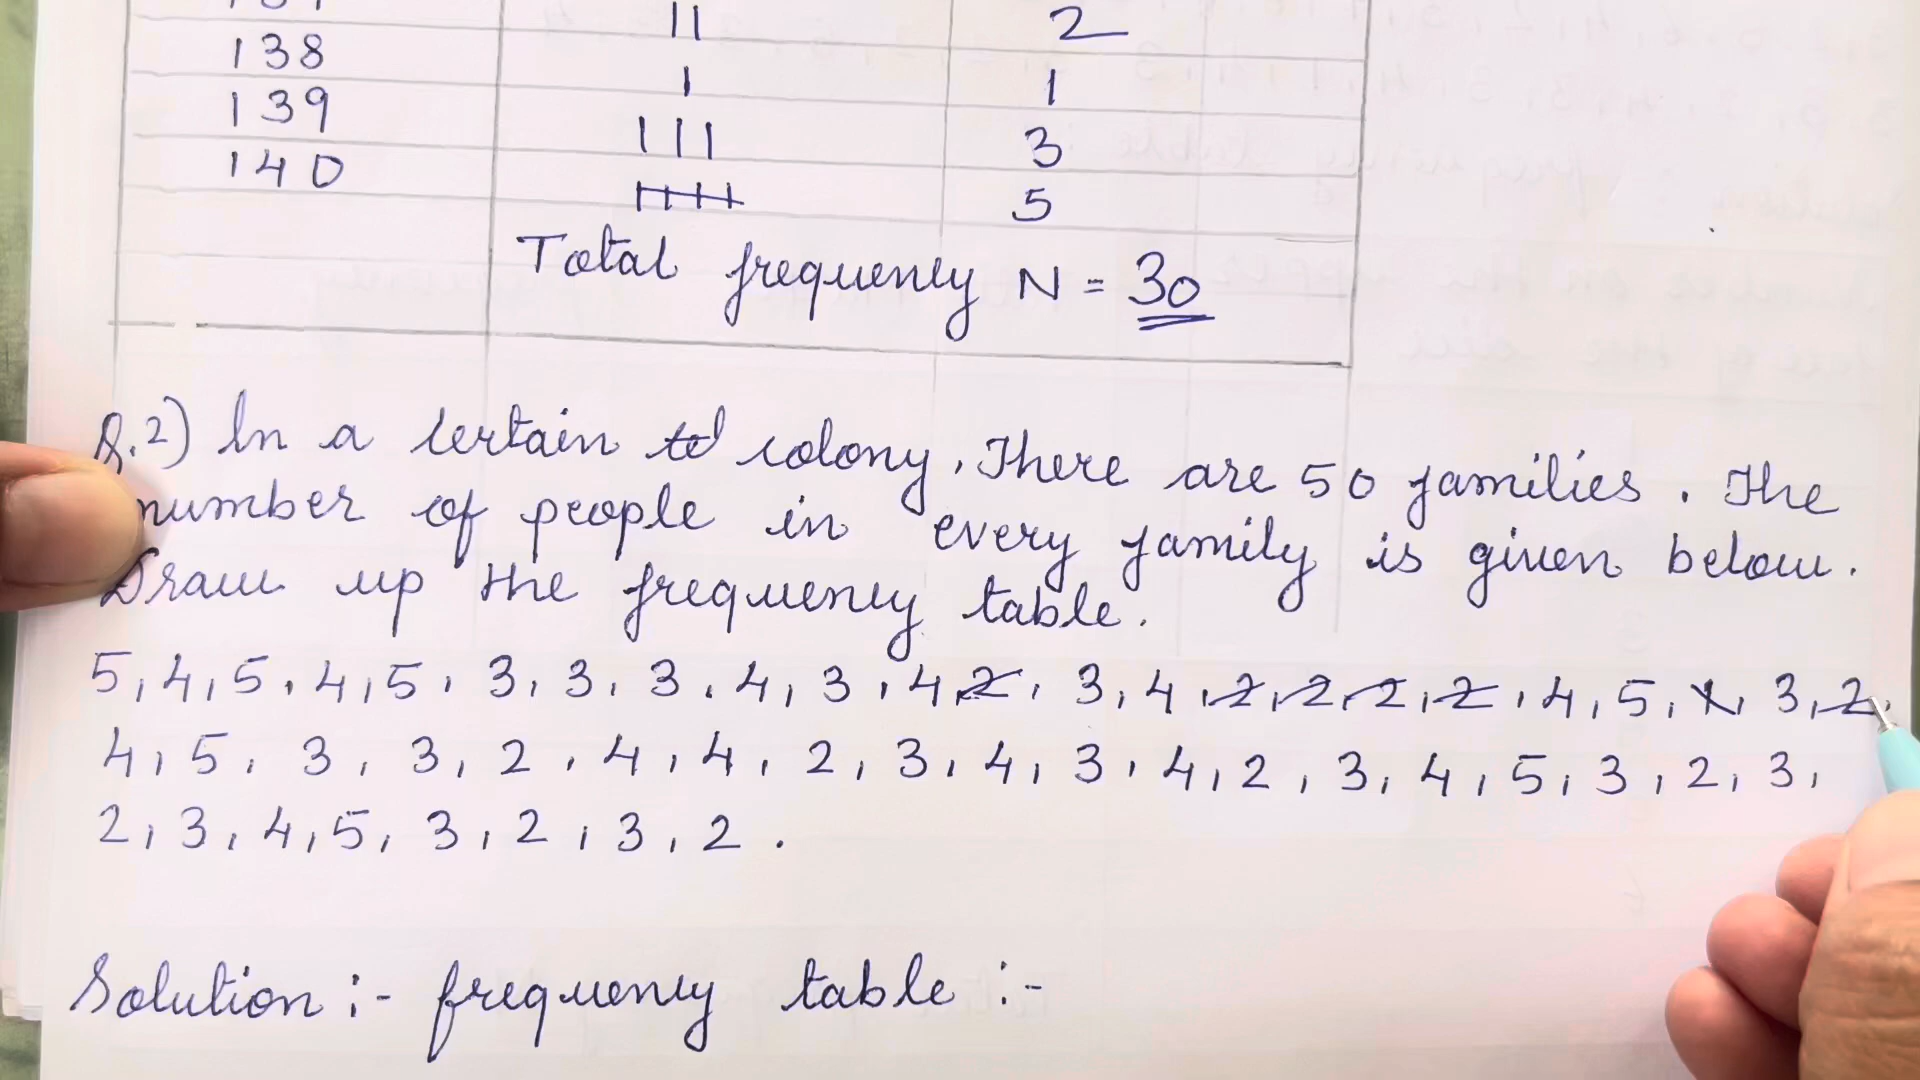 138 || 2
139 | 1
140 ||| 3
5
Total frequency N = 30
Q.2) In a certain colony. There are 50 families. The
number of people in every family is given below.
Draw up the frequency table.
5, 4, 5, 4, 5, 3, 3, 3, 4, 3, 4, 2, 3, 4, 2, 2, 2, 2, 4, 5, 1, 3, 2,
4, 5, 3, 3, 2, 4, 4, 2, 3, 4, 3, 4, 2, 3, 4, 5, 3, 2, 3,
2, 3, 4, 5, 3, 2, 3, 2.
Solution :- frequency table :-